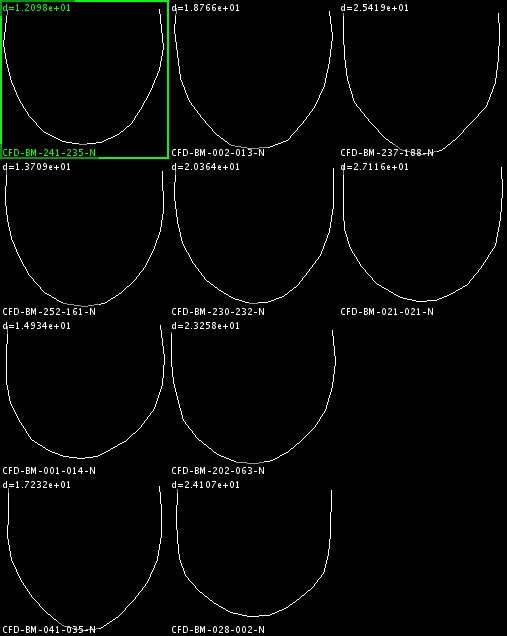 d=1.2098e+01
CFD-BM-241-235-N
d=1.8766e+01
CFD-BM-002-013-N
d=2.5419e+01
CFD-BM-237-188-N
d=1.3709e+01
CFD-BM-252-161-N
d=2.0364e+01
CFD-BM-230-232-N
d=2.7116e+01
CFD-BM-021-021-N
d=1.4934e+01
CFD-BM-001-014-N
d=2.3258e+01
CFD-BM-202-063-N
d=1.7232e+01
CFD-BM-041-035-N
d=2.4107e+01
CFD-BM-028-002-N